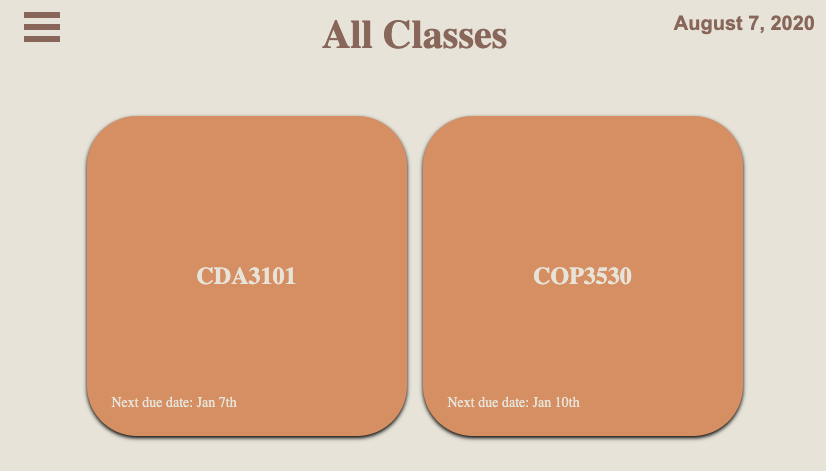 All Classes
August 7, 2020
CDA3101
Next due date: Jan 7th
COP3530
Next due date: Jan 10th